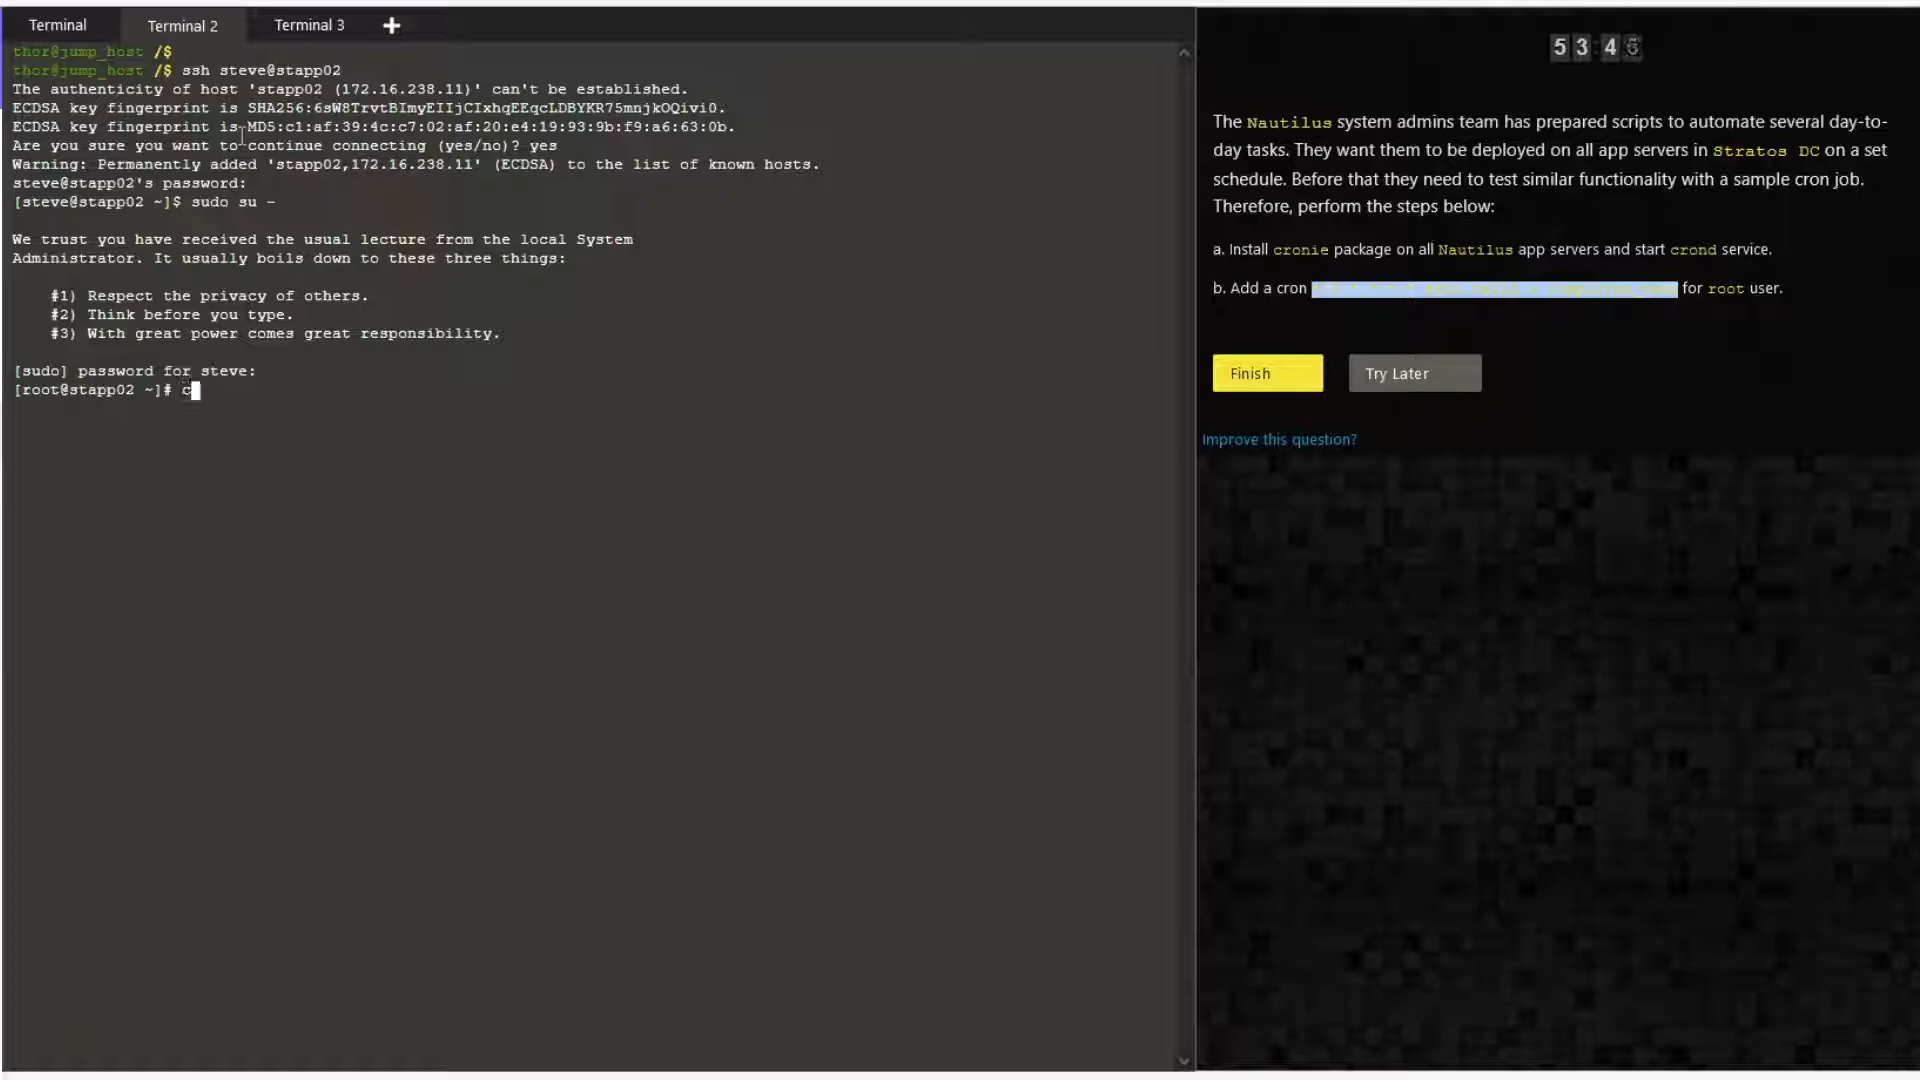 Terminal
Terminal 2
Terminal 3
thor@jump_host /$
thor@jump_host /$ ssh steve@stapp02
The authenticity of host 'stapp02 (172.16.238.11)' can't be established.
ECDSA key fingerprint is SHA256:6sW8TrvtBImyEIIjCIxhqEEqcLDBYKR75mnjkOQivi0.
ECDSA key fingerprint is MD5:c1:af:39:4c:c7:02:af:20:e4:19:93:9b:f9:a6:63:0b.
Are you sure you want to continue connecting (yes/no)? yes
Warning: Permanently added 'stapp02,172.16.238.11' (ECDSA) to the list of known hosts.
steve@stapp02's password:
[steve@stapp02 ~]$ sudo su -
We trust you have received the usual lecture from the local System
Administrator. It usually boils down to these three things:
#1) Respect the privacy of others.
#2) Think before you type.
#3) With great power comes great responsibility.
[sudo] password for steve:
[root@stapp02 ~]# c
53:4
The Nautilus system admins team has prepared scripts to automate several day-to-
day tasks. They want them to be deployed on all app servers in Stratos DC on a set
schedule. Before that they need to test similar functionality with a sample cron job.
Therefore, perform the steps below:
a. Install cronie package on all Nautilus app servers and start crond service.
b. Add a cron for root user.
Finish
Try Later
Improve this question?